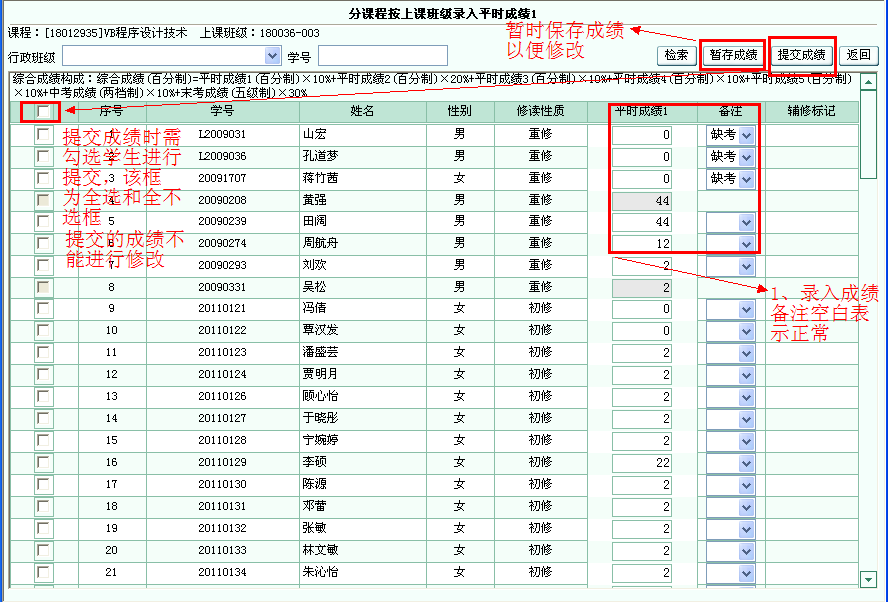 分课程按上课班级录入平时成绩1
课程：[18012935]VB程序设计技术 上课班级：180036-003
行政班级 学号 检索 暂存成绩 提交成绩 返回
暂时保存成绩
以便修改
综合成绩构成：综合成绩(百分制)=平时成绩1(百分制)×10%+平时成绩2(百分制)×20%+平时成绩3(百分制)×10%+平时成绩4(百分制)×10%+平时成绩5(百分制)
×10%+中考成绩(两档制)×10%+末考成绩(五级制)×30%
序号 学号 姓名 性别 修读性质 平时成绩1 备注 辅修标记
L2009031 山宏 男 重修 0 缺考
L2009036 孔道梦 男 重修 0 缺考
3 20091707 蒋竹茜 女 重修 0 缺考
4 20090208 黄强 男 重修 44
5 20090239 田阔 男 重修 44
6 20090274 周航舟 男 重修 12
7 20090293 刘欢 男 重修 2
8 20090331 吴松 男 重修 2
9 20110121 冯倩 女 初修 0
10 20110122 覃汉发 男 初修 0
11 20110123 潘盛芸 女 初修 2
12 20110124 贾明月 女 初修 2
13 20110126 顾心怡 女 初修 2
14 20110127 于晓彤 女 初修 2
15 20110128 宁婉婷 女 初修 2
16 20110129 李硕 女 初修 22
17 20110130 陈源 女 初修 2
18 20110131 邓蕾 女 初修 2
19 20110132 张敏 女 初修 2
20 20110133 林文敏 女 初修 2
21 20110134 朱沁怡 女 初修 2
提交成绩时需
勾选学生进行
提交，该框
为全选和全不
选框
提交的成绩不
能进行修改
1、录入成绩
备注空白表
示正常